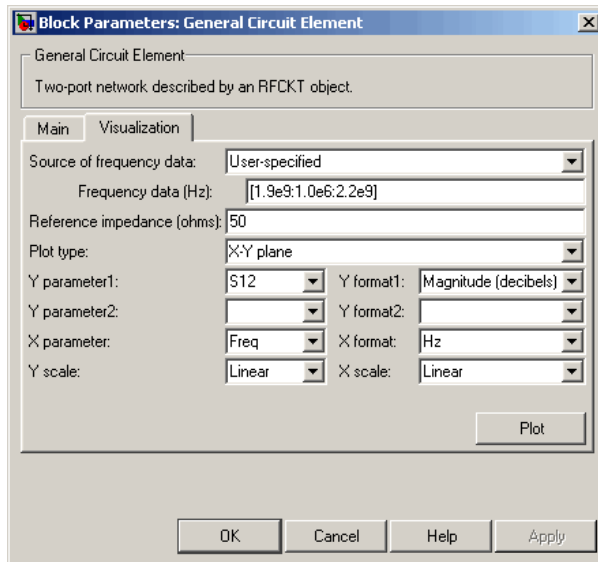 Block Parameters: General Circuit Element
General Circuit Element
Two-port network described by an RFCKT object.
Main Visualization
Source of frequency data: User-specified
Frequency data (Hz): [1.9e9:1.0e6:2.2e9]
Reference impedance (ohms): 50
Plot type: X-Y plane
Y parameter1: S12 Y format1: Magnitude (decibels)
Y parameter2: Y format2:
X parameter: Freq X format: Hz
Y scale: Linear X scale: Linear
Plot
OK Cancel Help Apply